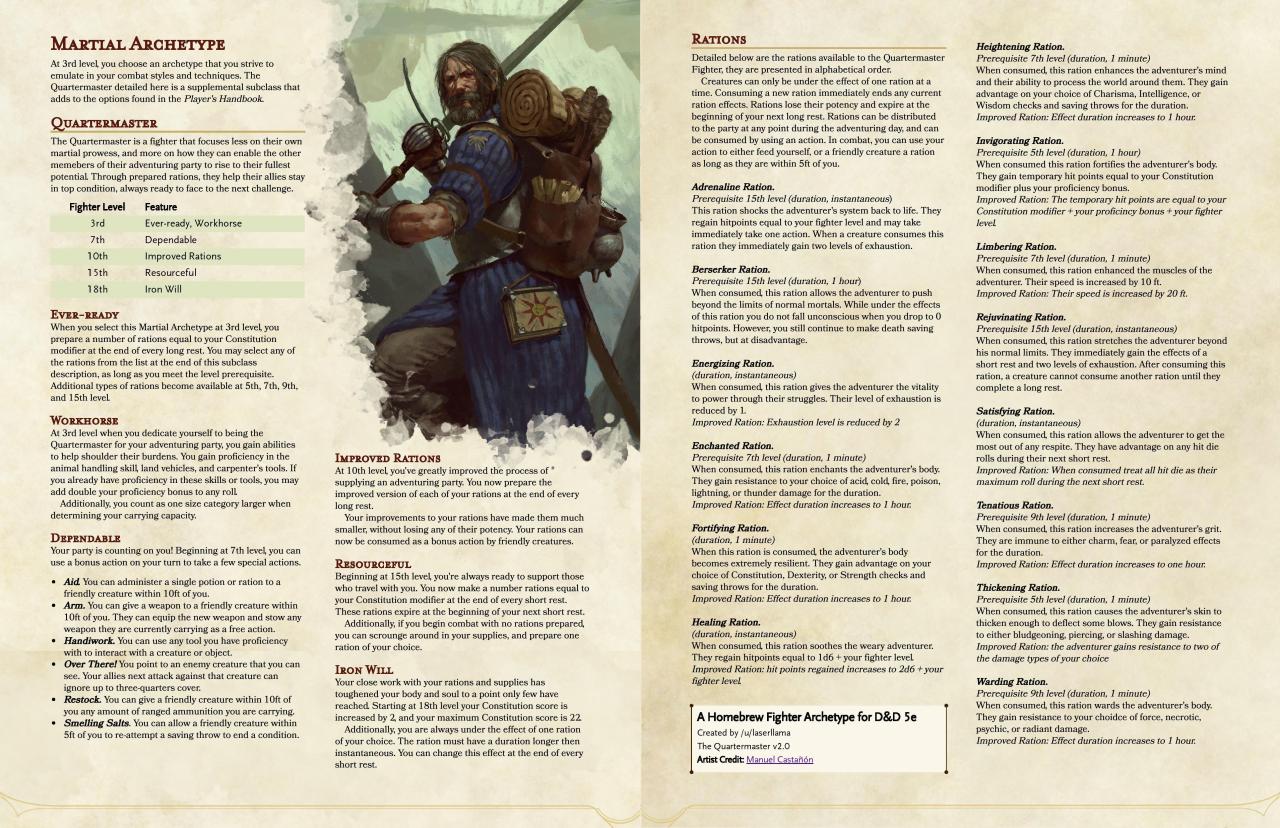 Martial Archetype
At 3rd level, you choose an archetype that you strive to
emulate in your combat styles and techniques. The
Quartermaster detailed here is a supplemental subclass that
adds to the options found in the Player's Handbook.
Quartermaster
The Quartermaster is a fighter that focuses less on their own
martial prowess, and more on how they can enable the other
memebers of their adventuring party to rise to their fullest
potential. Through prepared rations, they help their allies stay
in top condition, always ready to face to the next challenge.
Fighter Level Feature
3rd Ever-ready, Workhorse
7th Dependable
10th Improved Rations
15th Resourceful
18th Iron Will
Ever-ready
When you select this Martial Archetype at 3rd level, you
prepare a number of rations equal to your Constitution
modifier at the end of every long rest. You may select any of
the rations from the list at the end of this subclass
description, as long as you meet the level prerequisite.
Additional types of rations become available at 5th, 7th, 9th,
and 15th level.
Workhorse
At 3rd level when you dedicate yourself to being the
Quartermaster for your adventuring party, you gain abilities
to help shoulder their burdens. You gain proficiency in the
animal handling skill, land vehicles, and carpenter's tools. If
you already have proficiency in these skills or tools, you may
add double your proficiency bonus to any roll.
Additionally, you count as one size category larger when
determining your carrying capacity.
Dependable
Your party is counting on you! Beginning at 7th level, you can
use a bonus action on your turn to take a few special actions.
• Aid. You can administer a single potion or ration to a
friendly creature within 10ft of you.
• Arm. You can give a weapon to a friendly creature within
10ft of you. They can equip the new weapon and stow any
weapon they are currently carrying as a free action.
• Handiwork. You can use any tool you have proficiency
with to interact with a creature or object.
• Over There! You point to an enemy creature that you can
see. Your allies next attack against that creature can
ignore up to three-quarters cover.
• Restock. You can give a friendly creature within 10ft of
you any amount of ranged ammunition you are carrying.
• Smelling Salts. You can allow a friendly creature within
5ft of you to re-attempt a saving throw to end a condition.
Improved Rations
At 10th level, you've greatly improved the process of "
supplying an adventuring party. You now prepare the
improved version of each of your rations at the end of every
long rest.
Your improvements to your rations have made them much
smaller, without losing any of their potency. Your rations can
now be consumed as a bonus action by friendly creatures.
Resourceful
Beginning at 15th level, you're always ready to support those
who travel with you. You now make a number rations equal to
your Constitution modifier at the end of every short rest.
These rations expire at the beginning of your next short rest.
Additionally, if you begin combat with no rations prepared,
you can scrounge around in your supplies, and prepare one
ration of your choice.
Iron Will
Your close work with your rations and supplies has
toughened your body and soul to a point only few have
reached. Starting at 18th level your Constitution score is
increased by 2, and your maximum Constitution score is 22.
Additionally, you are always under the effect of one ration
of your choice. The ration must have a duration longer then
instantaneous. You can change this effect at the end of every
short rest.
Rations
Detailed below are the rations available to the Quartermaster
Fighter, they are presented in alphabetical order.
Creatures can only be under the effect of one ration at a
time. Consuming a new ration immediately ends any current
ration effects. Rations lose their potency and expire at the
beginning of your next long rest. Rations can be distributed
to the party at any point during the adventuring day, and can
be consumed by using an action. In combat, you can use your
action to either feed yourself, or a friendly creature a ration
as long as they are within 5ft of you.
Adrenaline Ration.
Prerequisite 15th level (duration, instantaneous)
This ration shocks the adventurer's system back to life. They
regain hitpoints equal to your fighter level and may take
immediately take one action. When a creature consumes this
ration they immediately gain two levels of exhaustion.
Berserker Ration.
Prerequisite 15th level (duration, 1 hour)
When consumed, this ration allows the adventurer to push
beyond the limits of normal mortals. While under the effects
of this ration you do not fall unconscious when you drop to 0
hitpoints. However, you still continue to make death saving
throws, but at disadvantage.
Energizing Ration.
(duration, instantaneous)
When consumed, this ration gives the adventurer the vitality
to power through their struggles. Their level of exhaustion is
reduced by 1.
Improved Ration: Exhaustion level is reduced by 2
Enchanted Ration.
Prerequisite 7th level (duration, 1 minute)
When consumed, this ration enchants the adventurer's body.
They gain resistance to your choice of acid, cold, fire, poison,
lightning, or thunder damage for the duration.
Improved Ration: Effect duration increases to 1 hour.
Fortifying Ration.
(duration, 1 minute)
When this ration is consumed, the adventurer's body
becomes extremely resilient. They gain advantage on your
choice of Constitution, Dexterity, or Strength checks and
saving throws for the duration.
Improved Ration: Effect duration increases to 1 hour.
Healing Ration.
(duration, instantaneous)
When consumed, this ration soothes the weary adventurer.
They regain hitpoints equal to 1d6 + your fighter level.
Improved Ration: hit points regained increases to 2d6 + your
fighter level.
A Homebrew Fighter Archetype for D&D 5e
Created by /u/laserllama
The Quartermaster v2.0
Artist Credit: Manuel Castañón
Heightening Ration.
Prerequisite 7th level (duration, 1 minute)
When consumed, this ration enhances the adventurer's mind
and their ability to process the world around them. They gain
advantage on your choice of Charisma, Intelligence, or
Wisdom checks and saving throws for the duration.
Improved Ration: Effect duration increases to 1 hour.
Invigorating Ration.
Prerequisite 5th level (duration, 1 hour)
When consumed this ration fortifies the adventurer's body.
They gain temporary hit points equal to your Constitution
modifier plus your proficiency bonus.
Improved Ration: The temporary hit points are equal to your
Constitution modifier + your proficincy bonus + your fighter
level.
Limbering Ration.
Prerequisite 7th level (duration, 1 minute)
When consumed, this ration enhanced the muscles of the
adventurer. Their speed is increased by 10 ft.
Improved Ration: Their speed is increased by 20 ft.
Rejuvinating Ration.
Prerequisite 15th level (duration, instantaneous)
When consumed, this ration stretches the adventurer beyond
his normal limits. They immediately gain the effects of a
short rest and two levels of exhaustion. After consuming this
ration, a creature cannot consume another ration until they
complete a long rest.
Satisfying Ration.
(duration, instantaneous)
When consumed, this ration allows the adventurer to get the
most out of any respite. They have advantage on any hit die
rolls during their next short rest.
Improved Ration: When consumed treat all hit die as their
maximum roll during the next short rest.
Tenatious Ration.
Prerequisite 9th level (duration, 1 minute)
When consumed, this ration increases the adventurer's grit.
They are immune to either charm, fear, or paralyzed effects
for the duration.
Improved Ration: Effect duration increases to one hour.
Thickening Ration.
Prerequisite 5th level (duration, 1 minute)
When consumed, this ration causes the adventurer's skin to
thicken enough to deflect some blows. They gain resistance
to either bludgeoning, piercing, or slashing damage.
Improved Ration: the adventurer gains resistance to two of
the damage types of your choice
Warding Ration.
Prerequisite 9th level (duration, 1 minute)
When consumed, this ration wards the adventurer's body.
They gain resistance to your choidce of force, necrotic,
psychic, or radiant damage.
Improved Ration: Effect duration increases to 1 hour.